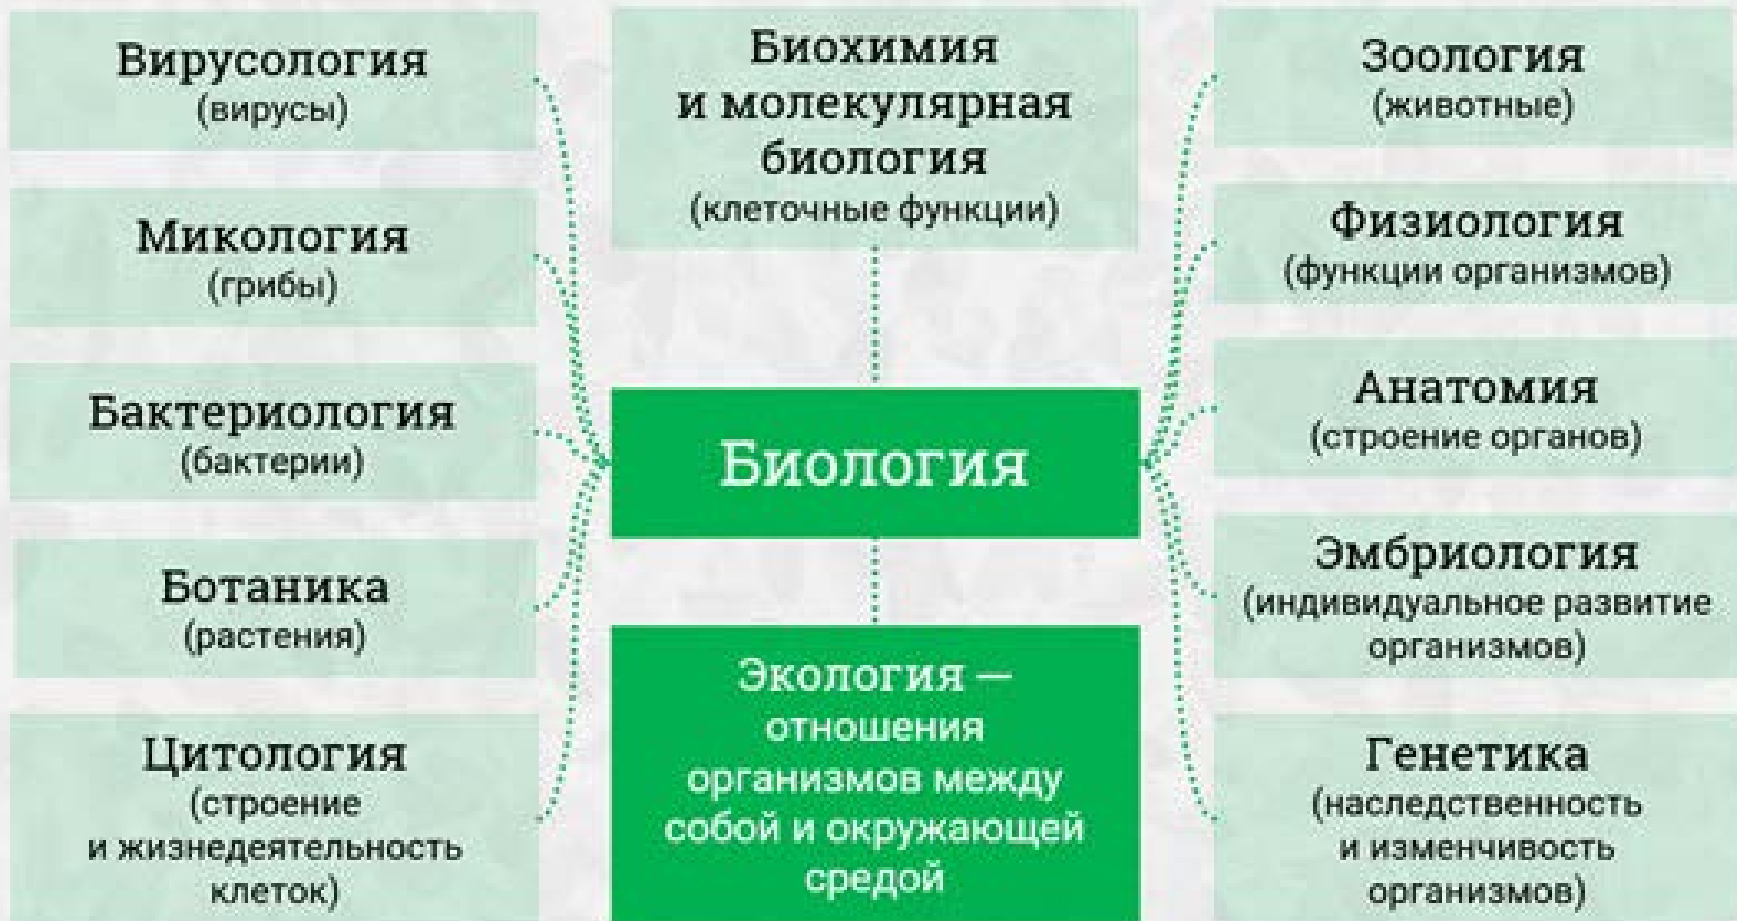 Вирусология
(вирусы)
Микология
(грибы)
Бактериология
(бактерии)
Ботаника
(растения)
Цитология
(строение
и жизнедеятельность
клеток)
Биохимия
и молекулярная
биология
(клеточные функции)
Биология
Экология —
отношения
организмов между
собой и окружающей
средой
Зоология
(животные)
Физиология
(функции организмов)
Анатомия
(строение органов)
Эмбриология
(индивидуальное развитие
организмов)
Генетика
(наследственность
и изменчивость
организмов)